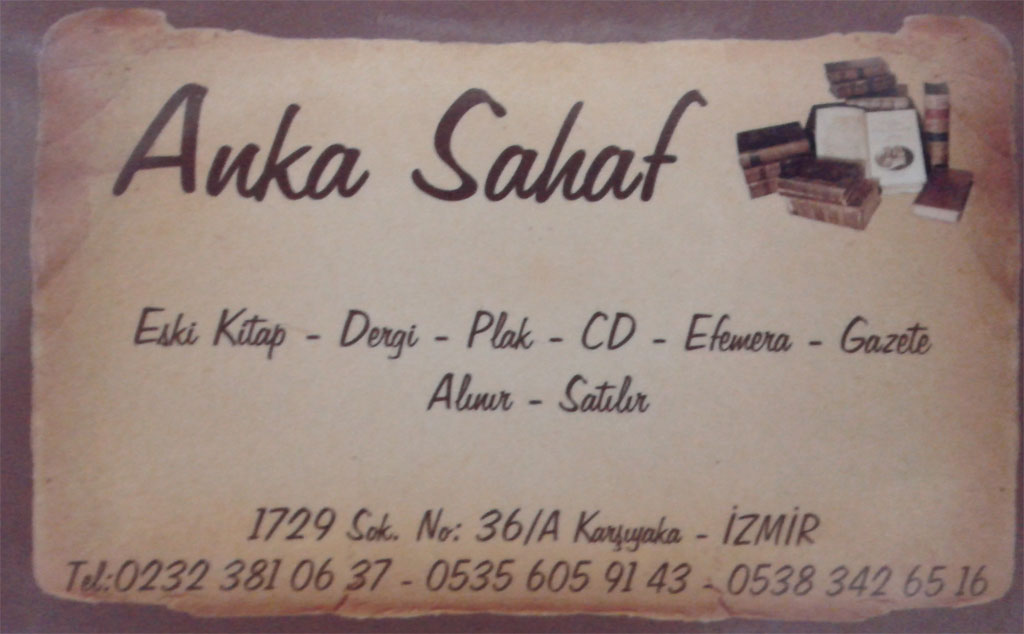 Anka Sahaf
Eski Kitap - Dergi - Plak - CD - Efemera - Gazete
Alınır - Satılır
1729 Sok. No: 36/A Karşıyaka - İZMİR
Tel.:0232 381 06 37 - 0535 605 91 43 - 0538 342 65 16